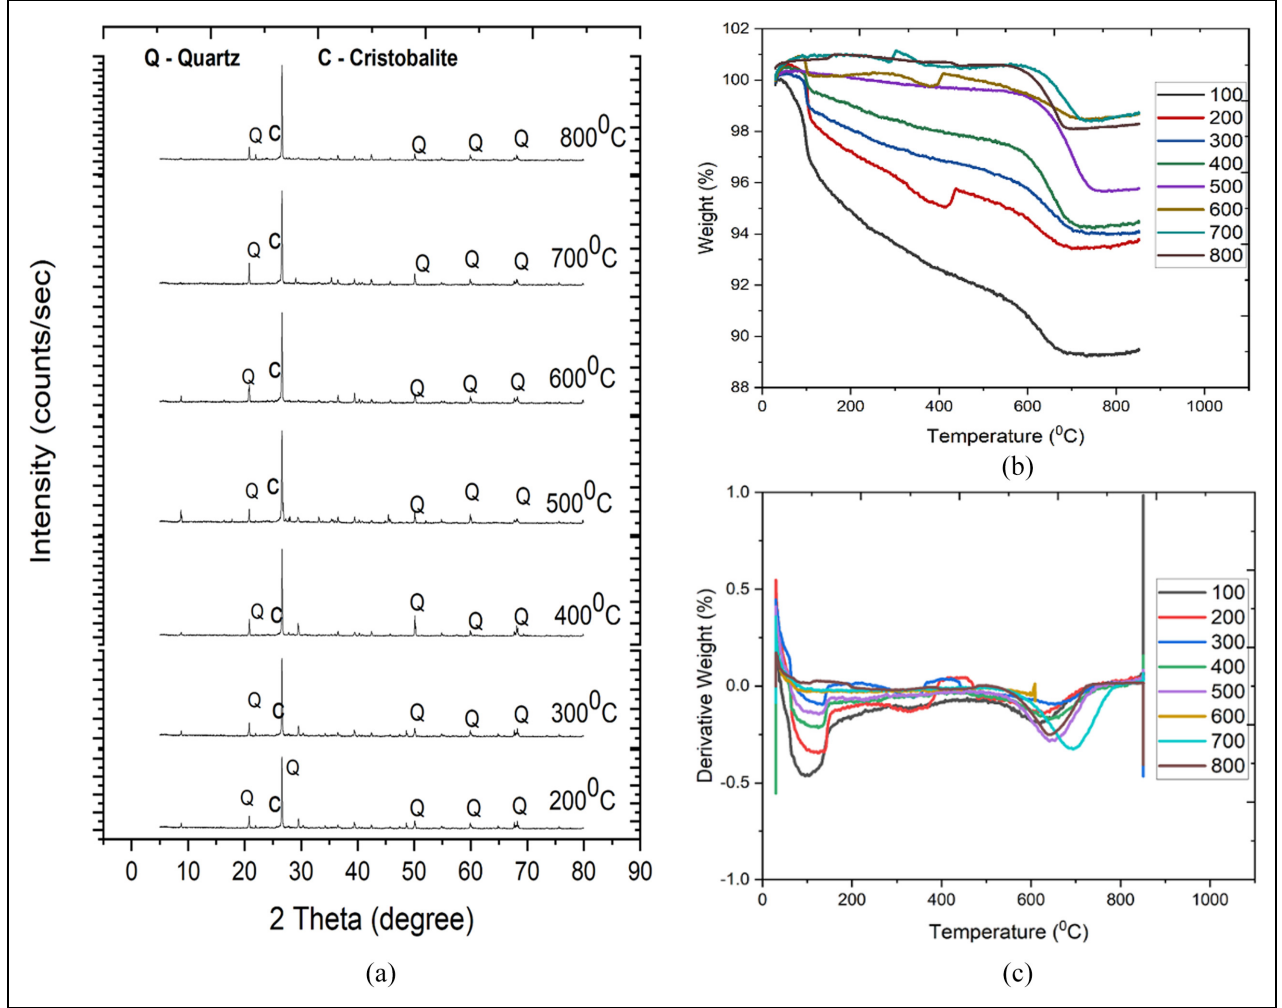 Q - Quartz C - Cristobalite
Q C Q Q Q 800⁰C
Q C Q Q Q 700⁰C
Q C Q Q Q 600⁰C
Q C Q Q Q 500⁰C
Q C Q Q Q 400⁰C
Q C Q Q Q 300⁰C
Q C Q Q Q Q 200⁰C
Intensity (counts/sec)
0 10 20 30 40 50 60 70 80 90
2 Theta (degree)
(a)
102
100
98
96
94
92
90
88
Weight (%)
100
200
300
400
500
600
700
800
0 200 400 600 800 1000
Temperature (⁰C)
(b)
1.0
0.5
0.0
-0.5
-1.0
Derivative Weight (%)
100
200
300
400
500
600
700
800
0 200 400 600 800 1000
Temperature (⁰C)
(c)